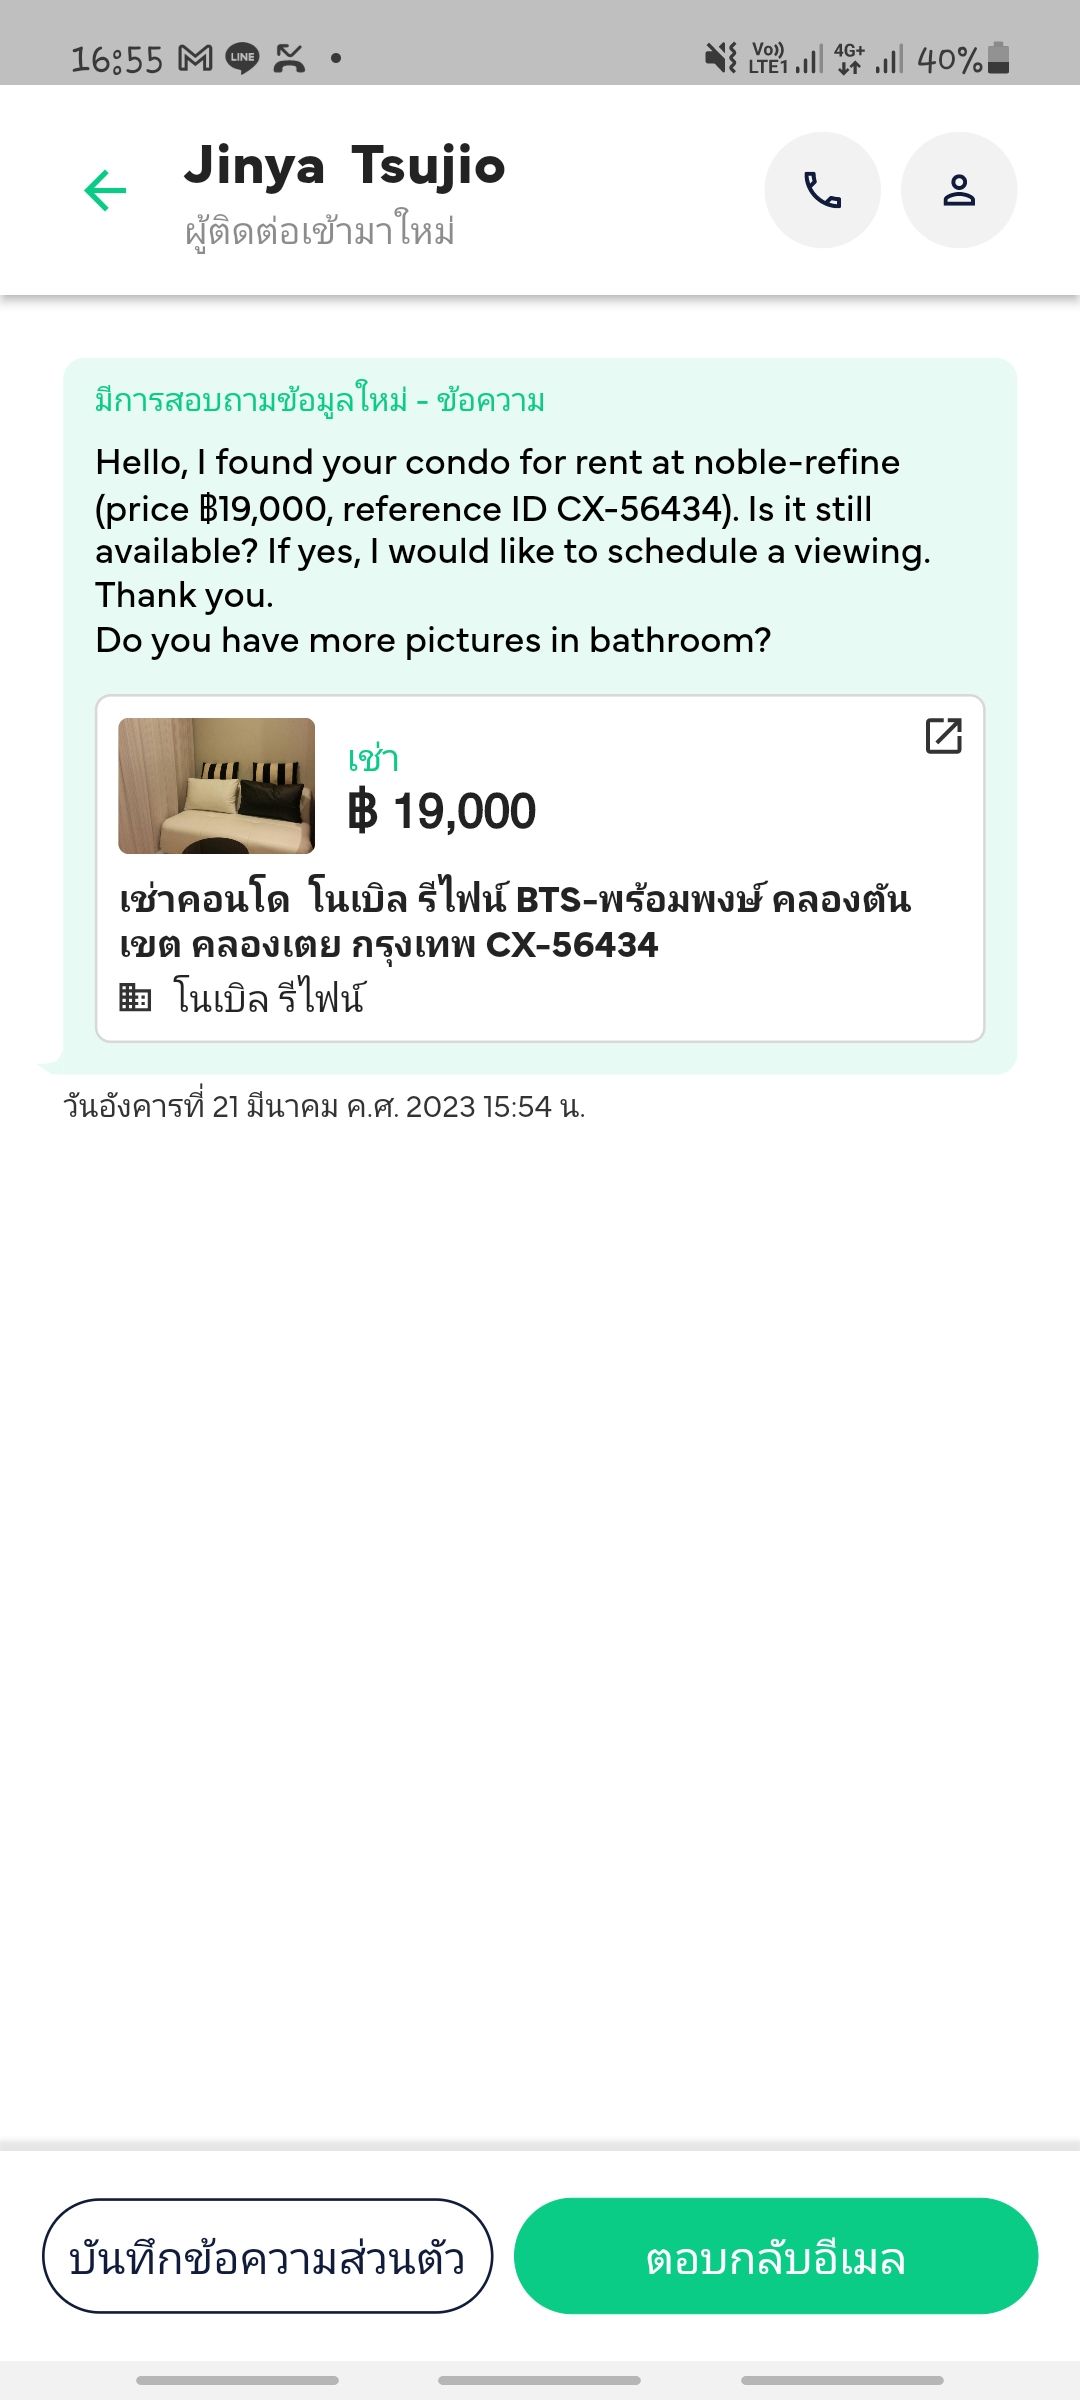 16:55 LINE Vo)) LTE1 4G+ 40%
Jinya Tsujio
ผู้ติดต่อเข้ามาใหม่
มีการสอบถามข้อมูลใหม่ - ข้อความ
Hello, I found your condo for rent at noble-refine
(price ฿19,000, reference ID CX-56434). Is it still
available? If yes, I would like to schedule a viewing.
Thank you.
Do you have more pictures in bathroom?
เช่า
฿ 19,000
เช่าคอนโด โนเบิล รีไฟน์ BTS-พร้อมพงษ์ คลองตัน
เขต คลองเตย กรุงเทพ CX-56434
โนเบิล รีไฟน์
วันอังคารที่ 21 มีนาคม ค.ศ. 2023 15:54 น.
บันทึกข้อความส่วนตัว
ตอบกลับอีเมล